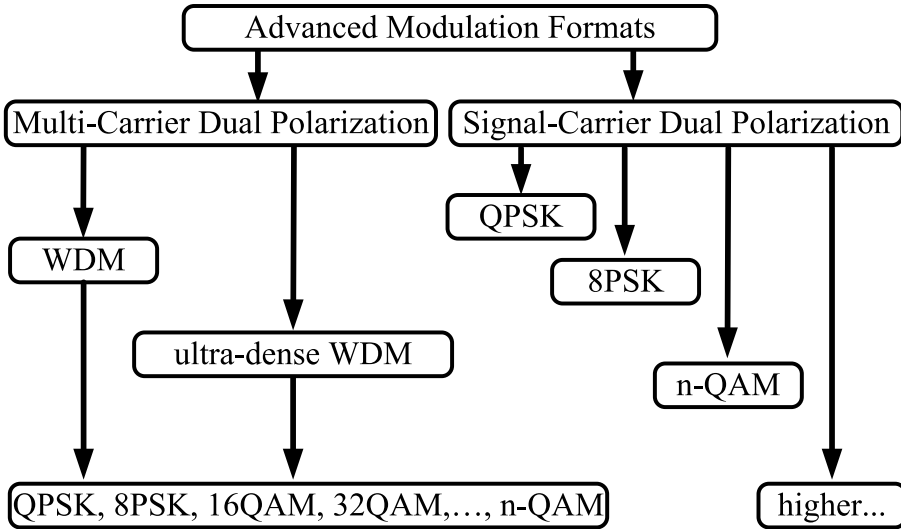 Advanced Modulation Formats
Multi-Carrier Dual Polarization
Signal-Carrier Dual Polarization
QPSK
WDM
8PSK
ultra-dense WDM
n-QAM
QPSK, 8PSK, 16QAM, 32QAM,…, n-QAM
higher...